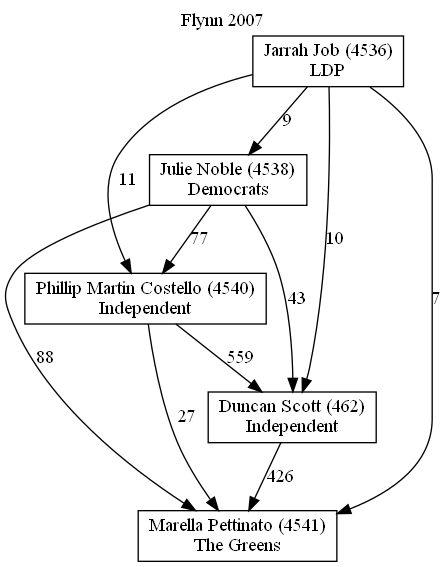 Flynn 2007
Jarrah Job (4536)
LDP
9
Julie Noble (4538)
Democrats
11
77
10
Phillip Martin Costello (4540)
Independent
43
7
88
559
Duncan Scott (462)
Independent
27
426
Marella Pettinato (4541)
The Greens